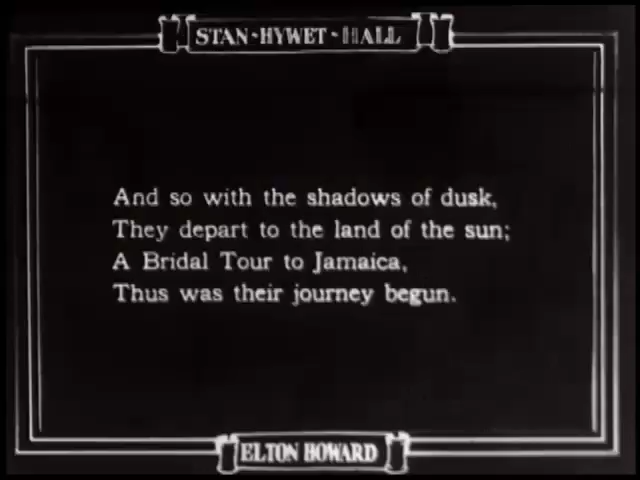 STAN-HYWET-HALL
And so with the shadows of dusk,
They depart to the land of the sun;
A Bridal Tour to Jamaica,
Thus was their journey begun.
ELTON HOWARD